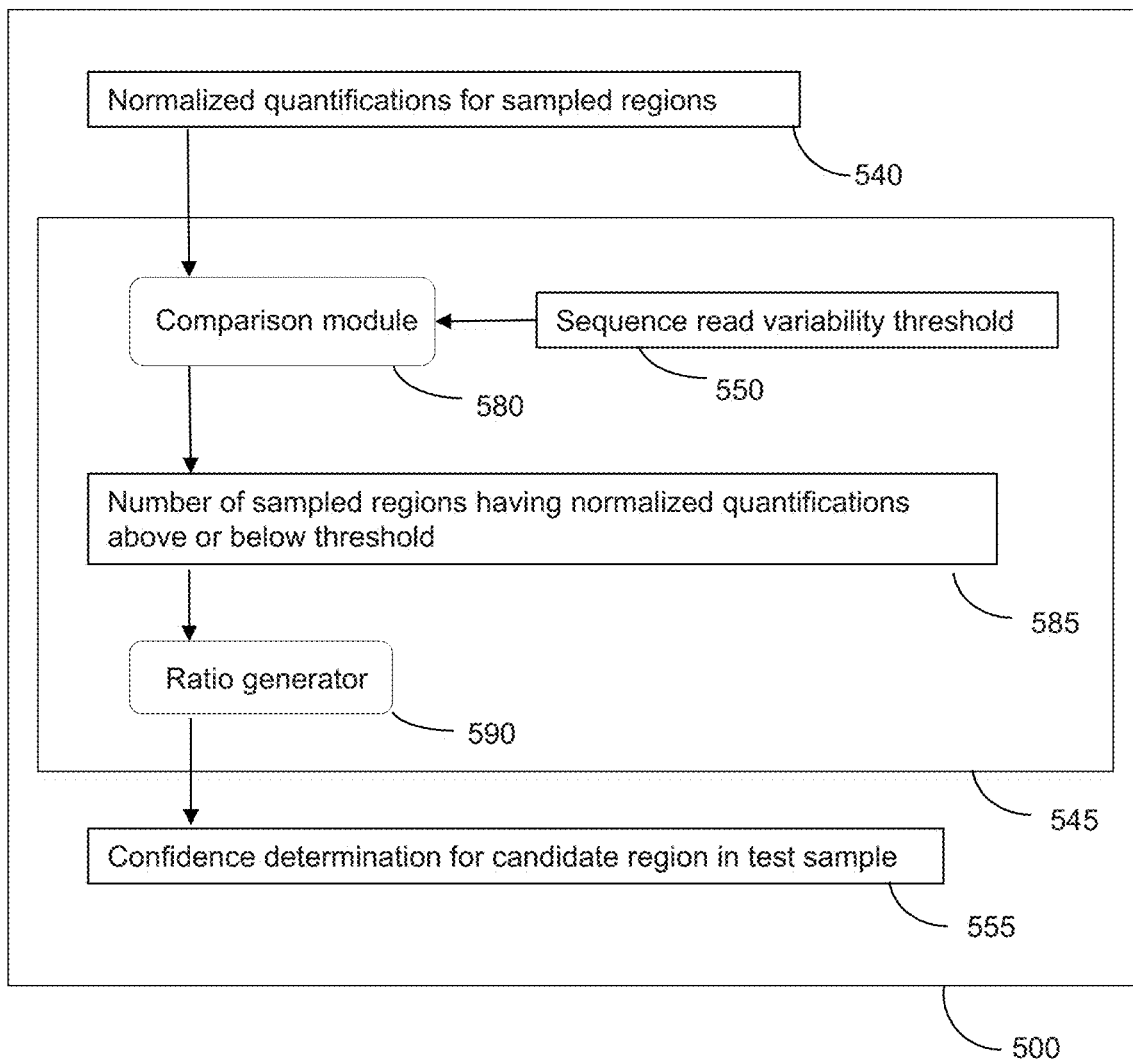 Normalized quantifications for sampled regions
540
Comparison module
Sequence read variability threshold
550
580
Number of sampled regions having normalized quantifications
above or below threshold
585
Ratio generator
590
545
Confidence determination for candidate region in test sample
555
500